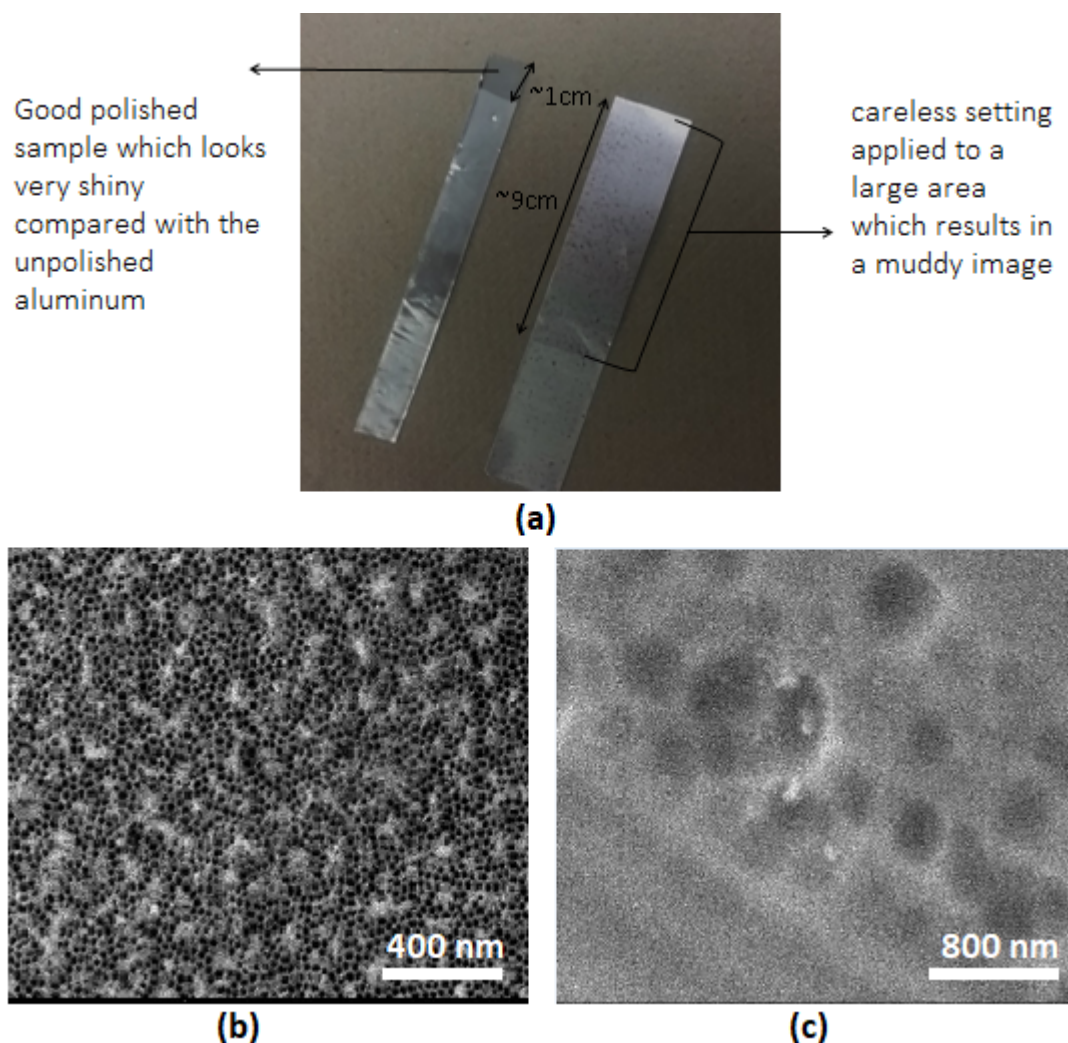 Good polished
sample which looks
very shiny
compared with the
unpolished
aluminum
~1cm
~9cm
careless setting
applied to a
large area
which results in
a muddy image
(a)
400 nm
800 nm
(b)
(c)